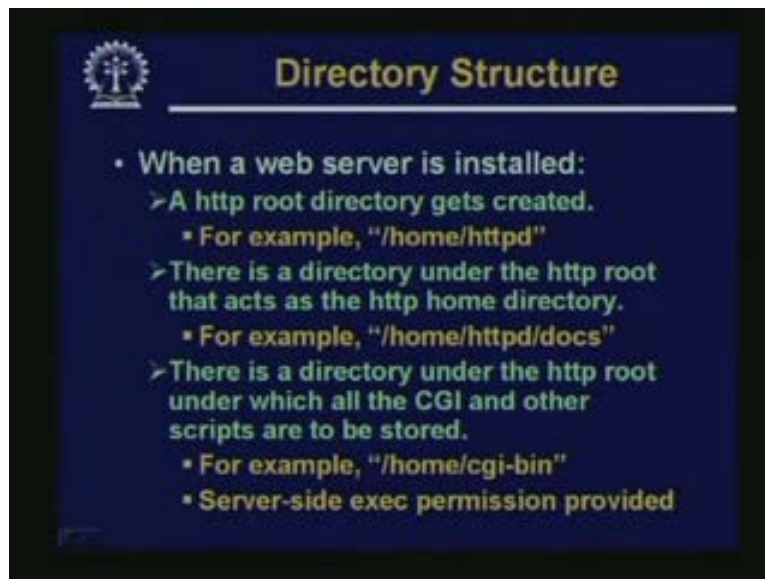 Directory Structure
• When a web server is installed:
➢A http root directory gets created.
▪ For example, “/home/httpd”
➢There is a directory under the http root
that acts as the http home directory.
▪ For example, “/home/httpd/docs”
➢There is a directory under the http root
under which all the CGI and other
scripts are to be stored.
▪ For example, “/home/cgi-bin”
▪ Server-side exec permission provided